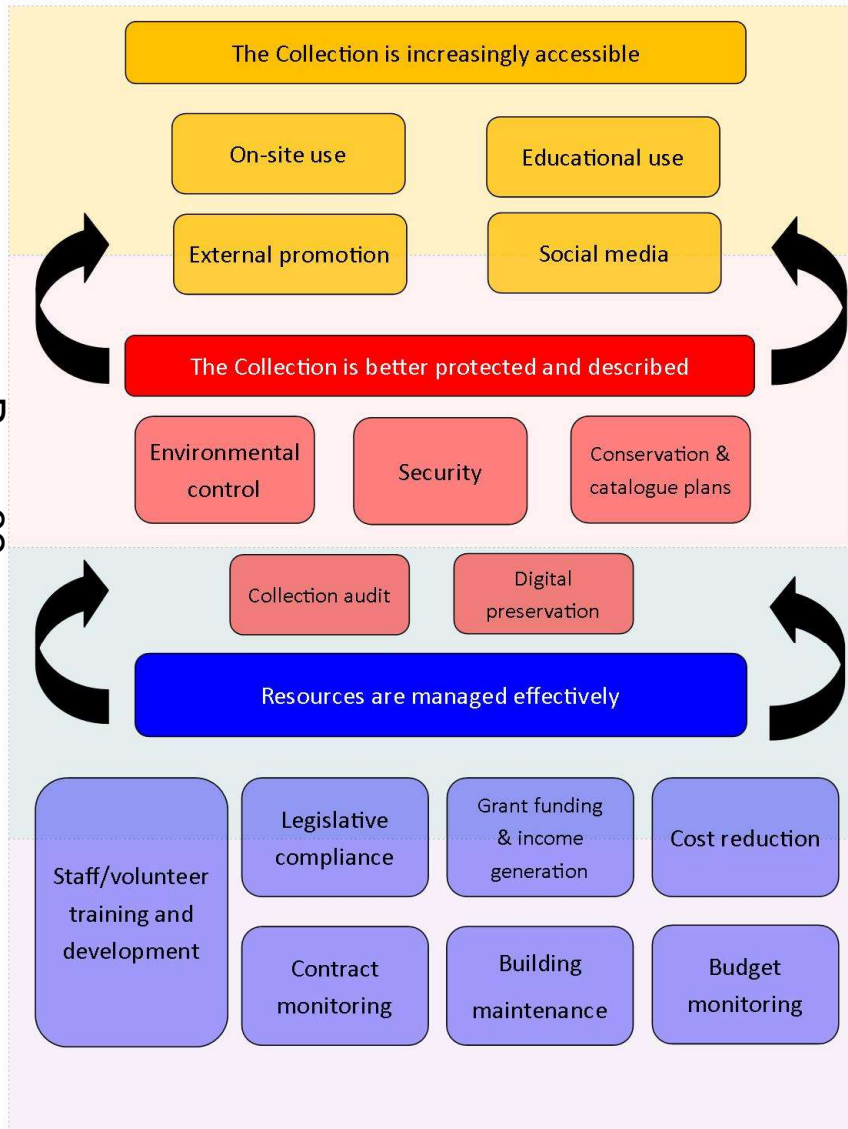 The Collection is increasingly accessible
On-site use
Educational use
External promotion
Social media
The Collection is better protected and described
Environmental
control
Security
Conservation &
catalogue plans
Collection audit
Digital
preservation
Resources are managed effectively
Staff/volunteer
training and
development
Legislative
compliance
Grant funding
& income
generation
Cost reduction
Contract
monitoring
Building
maintenance
Budget
monitoring